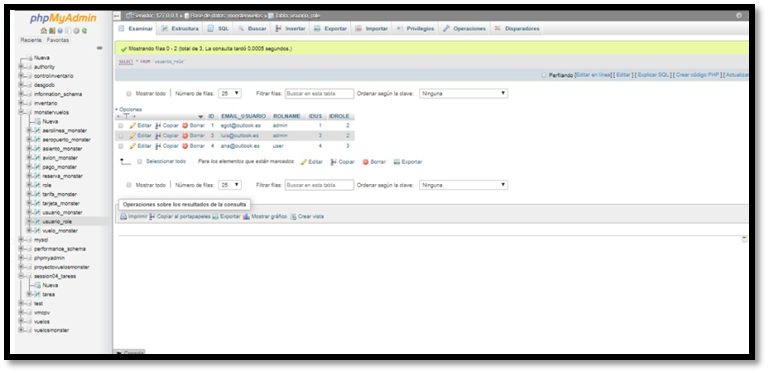 phpMyAdmin
Reciente Favoritas
Nueva
authority
controlinventario
desgodb
information_schema
inventario
monstervuelos
Nueva
aerolinea_monster
aeropuerto_monster
asiento_monster
avion_monster
pago_monster
reserva_monster
role
tarifa_monster
tarjeta_monster
usuario_monster
usuario_role
vuelo_monster
mysql
performance_schema
phpmyadmin
proyectovuelosmonster
session04_tareas
Nueva
tarea
test
vmopv
vuelos
vuelosmonster
Servidor: 127.0.0.1 » Base de datos: monstervuelos » Tabla: usuario_role
Examinar Estructura SQL Buscar Insertar Exportar Importar Privilegios Operaciones Disparadores
Mostrando filas 0 - 2 (total de 3, La consulta tardó 0,0005 segundos.)
SELECT * FROM `usuario_role`
Perfilando [Editar en línea] [ Editar ] [ Explicar SQL ] [ Crear código PHP ] [ Actualizar
Mostrar todo Número de filas: 25 Filtrar filas: Buscar en esta tabla Ordenar según la clave: Ninguna
+ Opciones
ID EMAIL_USUARIO ROLNAME IDUS IDROLE
Editar Copiar Borrar 1 admin 1 2
Editar Copiar Borrar 3 luis@outlook.es admin 3 2
Editar Copiar Borrar 4 ana@outlook.es user 4 3
Seleccionar todo Para los elementos que están marcados: Editar Copiar Borrar Exportar
Mostrar todo Número de filas: 25 Filtrar filas: Buscar en esta tabla Ordenar según la clave: Ninguna
Operaciones sobre los resultados de la consulta
Imprimir Copiar al portapapeles Exportar Mostrar gráfico Crear vista
Consola